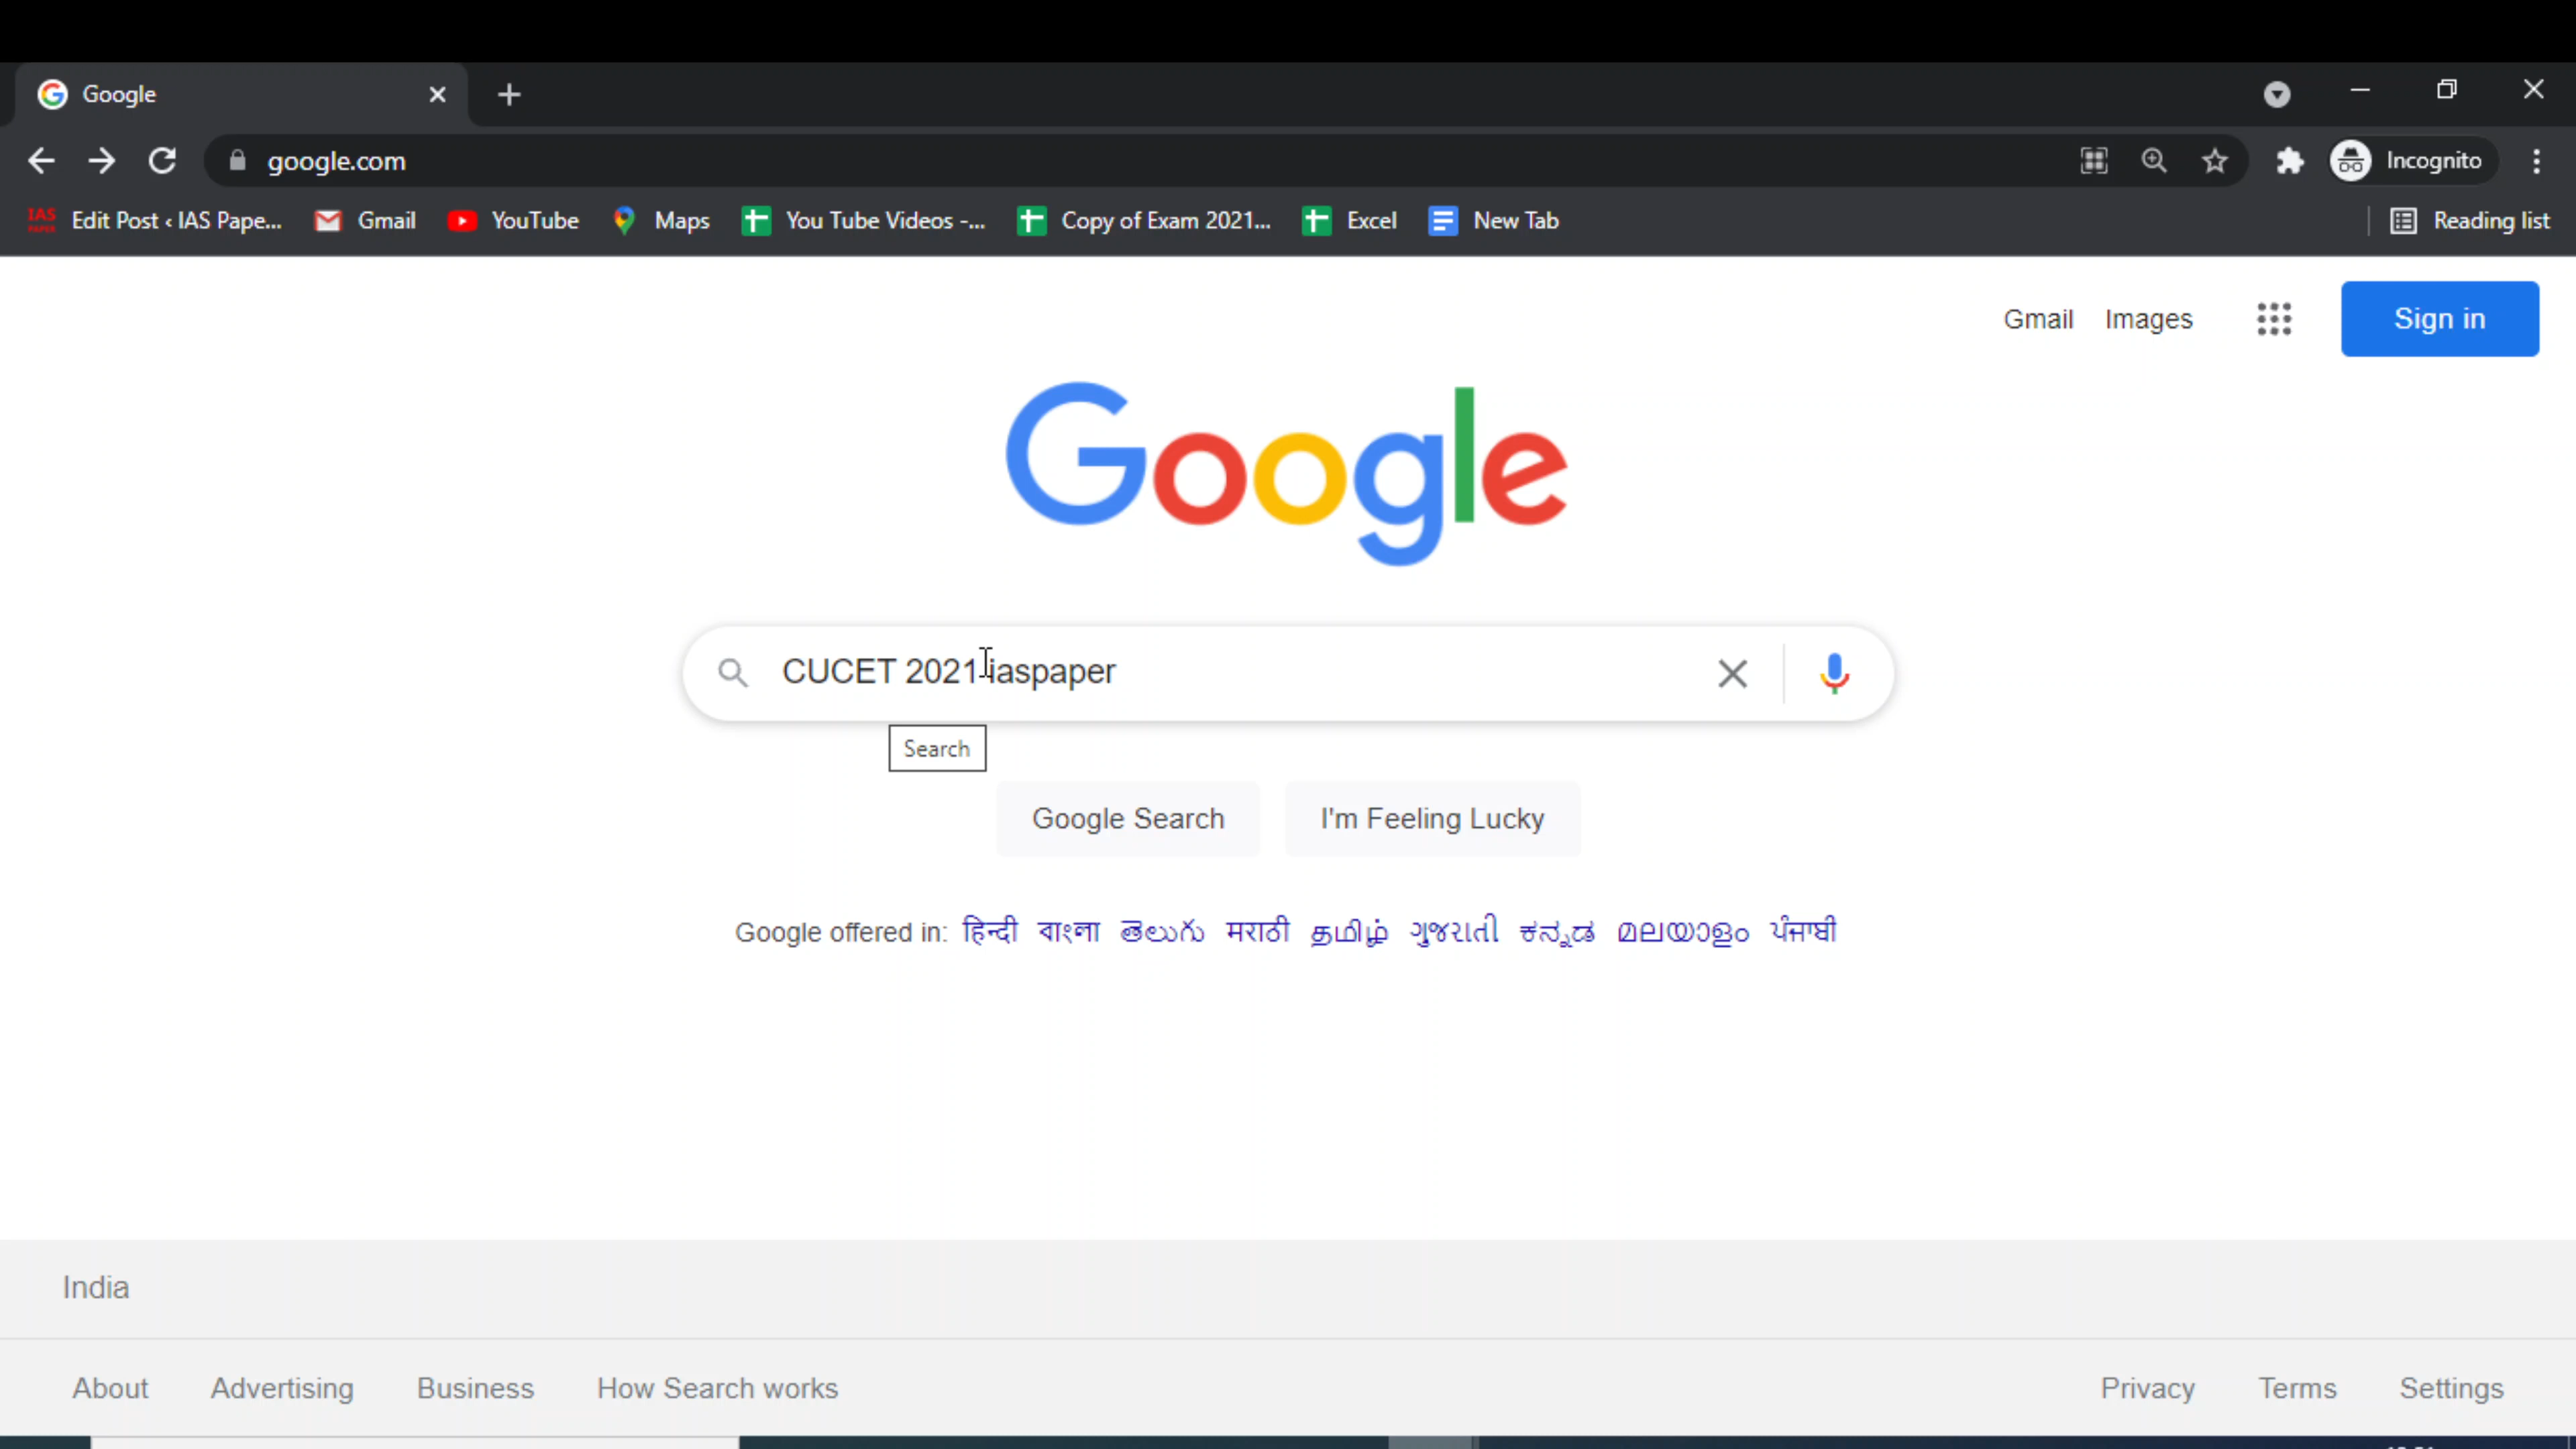 Google
google.com
Incognito
IAS PAPER Edit Post ‹ IAS Pape... Gmail YouTube Maps You Tube Videos -... Copy of Exam 2021... Excel New Tab Reading list
Gmail Images Sign in
Google
CUCET 2021 iaspaper
Search
Google Search I'm Feeling Lucky
Google offered in: हिन्दी বাংলা తెలుగు मराठी தமிழ் ગુજરાતી ಕನ್ನಡ മലയാളം ਪੰਜਾਬੀ
India
About Advertising Business How Search works Privacy Terms Settings